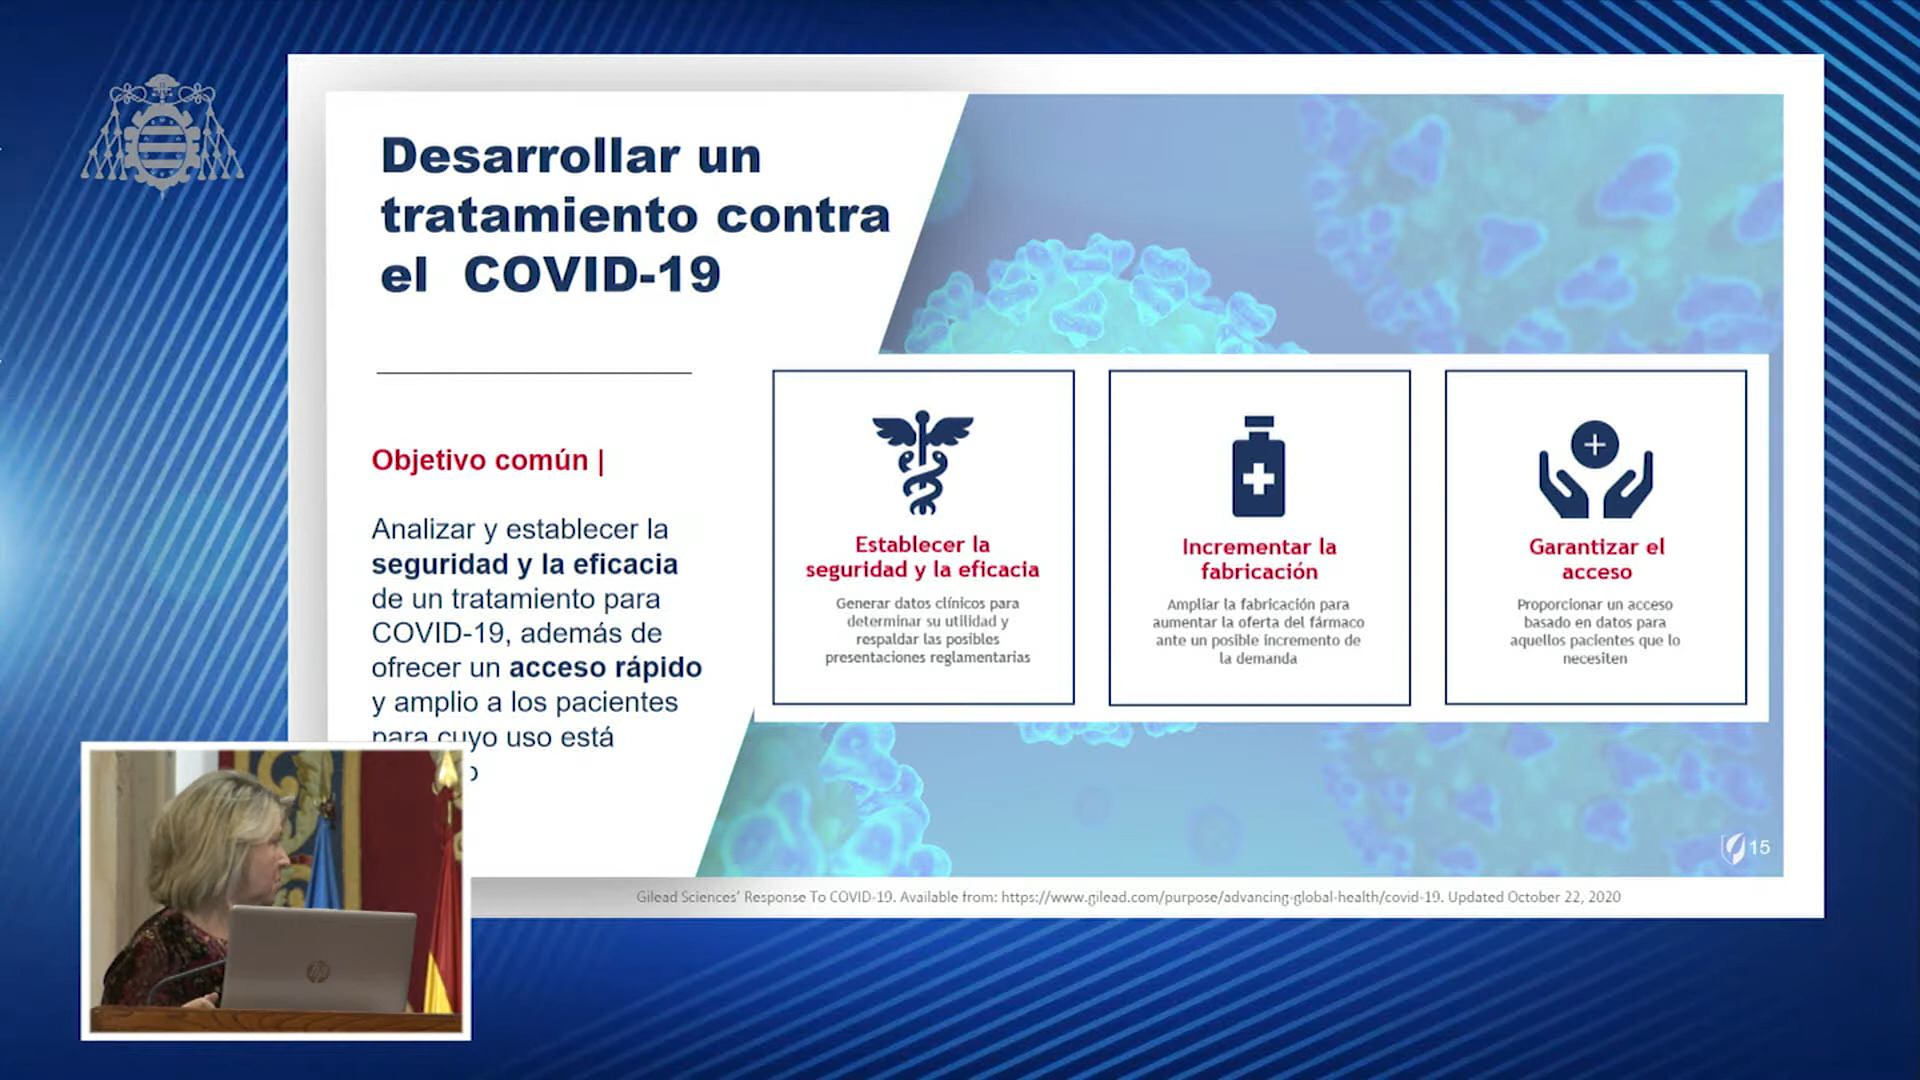 Desarrollar un
tratamiento contra
el COVID-19
Objetivo común |
Analizar y establecer la
seguridad y la eficacia
de un tratamiento para
COVID-19, además de
ofrecer un acceso rápido
y amplio a los pacientes
para cuyo uso está
Establecer la
seguridad y la eficacia
Generar datos clínicos para
determinar su utilidad y
respaldar las posibles
presentaciones reglamentarias
Incrementar la
fabricación
Ampliar la fabricación para
aumentar la oferta del fármaco
ante un posible incremento de
la demanda
Garantizar el
acceso
Proporcionar un acceso
basado en datos para
aquellos pacientes que lo
necesiten
15
Gilead Sciences' Response To COVID-19. Available from: https://www.gilead.com/purpose/advancing-global-health/covid-19. Updated October 22, 2020
hp